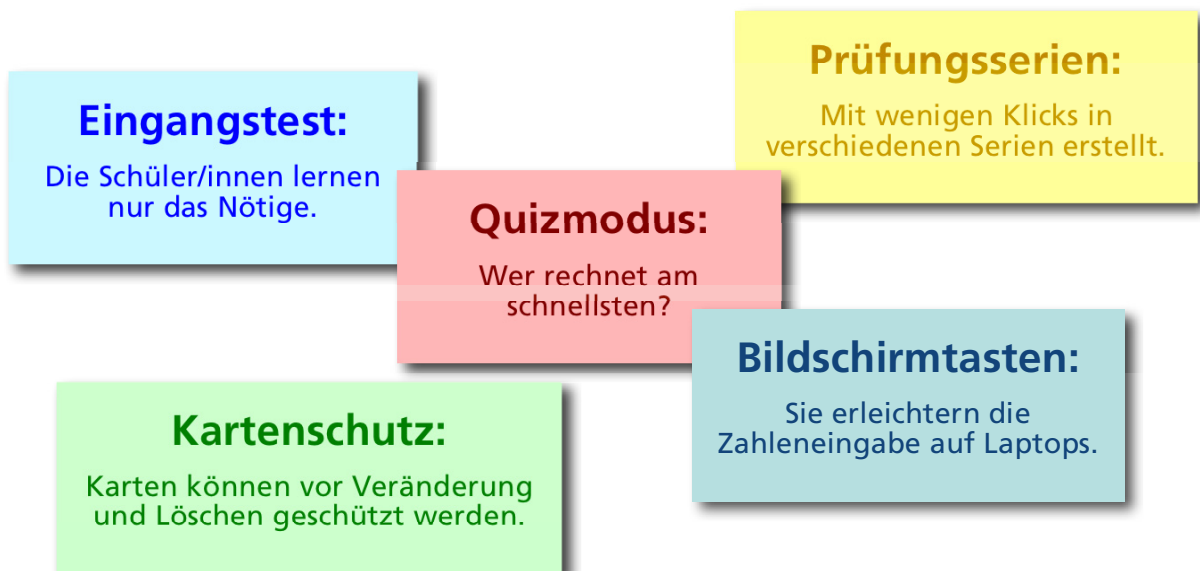 Eingangstest:
Die Schüler/innen lernen
nur das Nötige.
Prüfungsserien:
Mit wenigen Klicks in
verschiedenen Serien erstellt.
Quizmodus:
Wer rechnet am
schnellsten?
Bildschirmtasten:
Sie erleichtern die
Zahleneingabe auf Laptops.
Kartenschutz:
Karten können vor Veränderung
und Löschen geschützt werden.